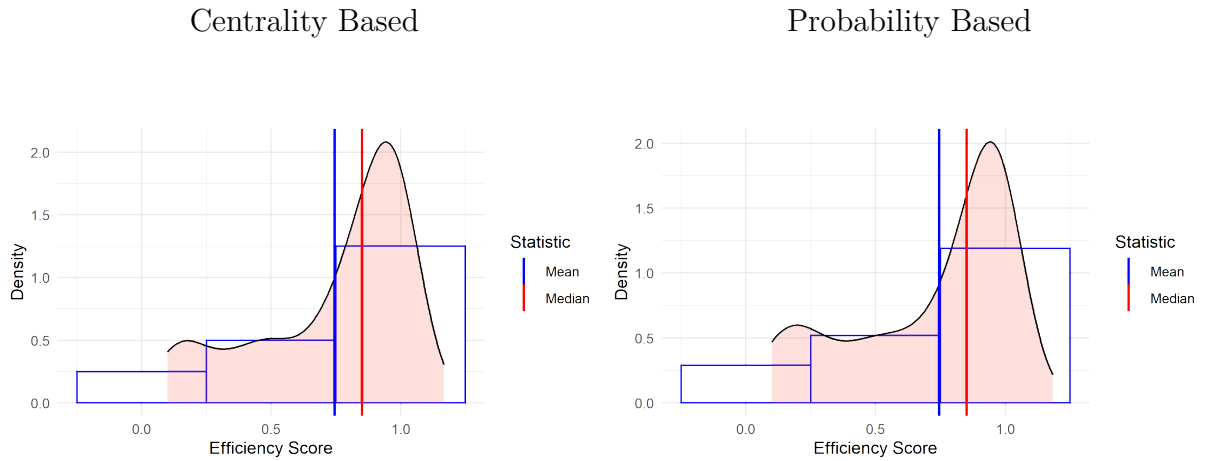 Centrality Based
Density
2.0
1.5
1.0
0.5
0.0
0.0 0.5 1.0
Efficiency Score
Statistic
Mean
Median
Probability Based
Density
2.0
1.5
1.0
0.5
0.0
0.0 0.5 1.0
Efficiency Score
Statistic
Mean
Median